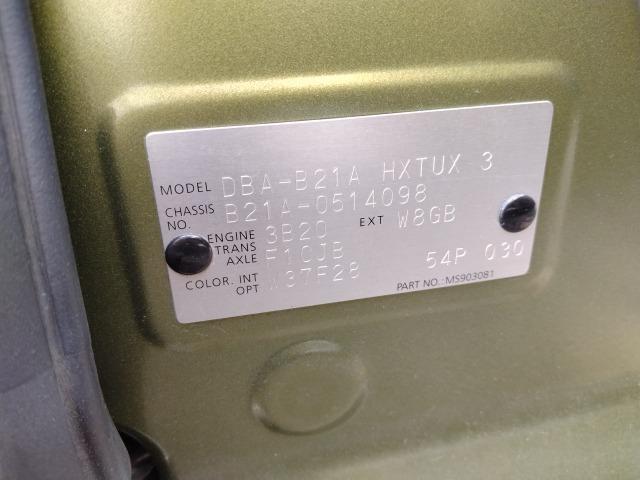 MODEL DBA-B21A HXTUX 3
CHASSIS NO. B21A-0514098
ENGINE 3B20 EXT W8GB
TRANS AXLE F1CJB
COLOR. INT OPT 37F28
54P 030
PART NO.: MS903081